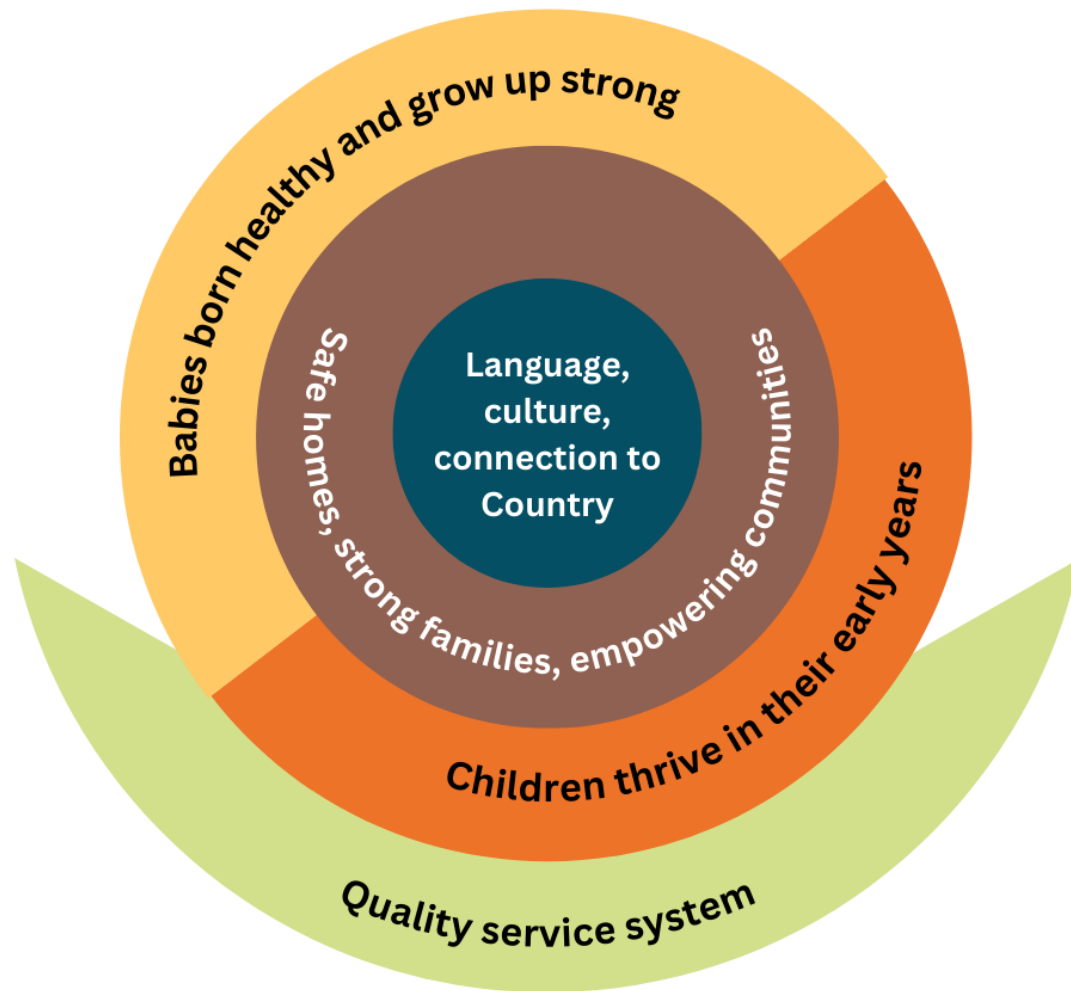 Babies born healthy and grow up strong
Safe homes, strong families, empowering communities
Language,
culture,
connection to
Country
Children thrive in their early years
Quality service system